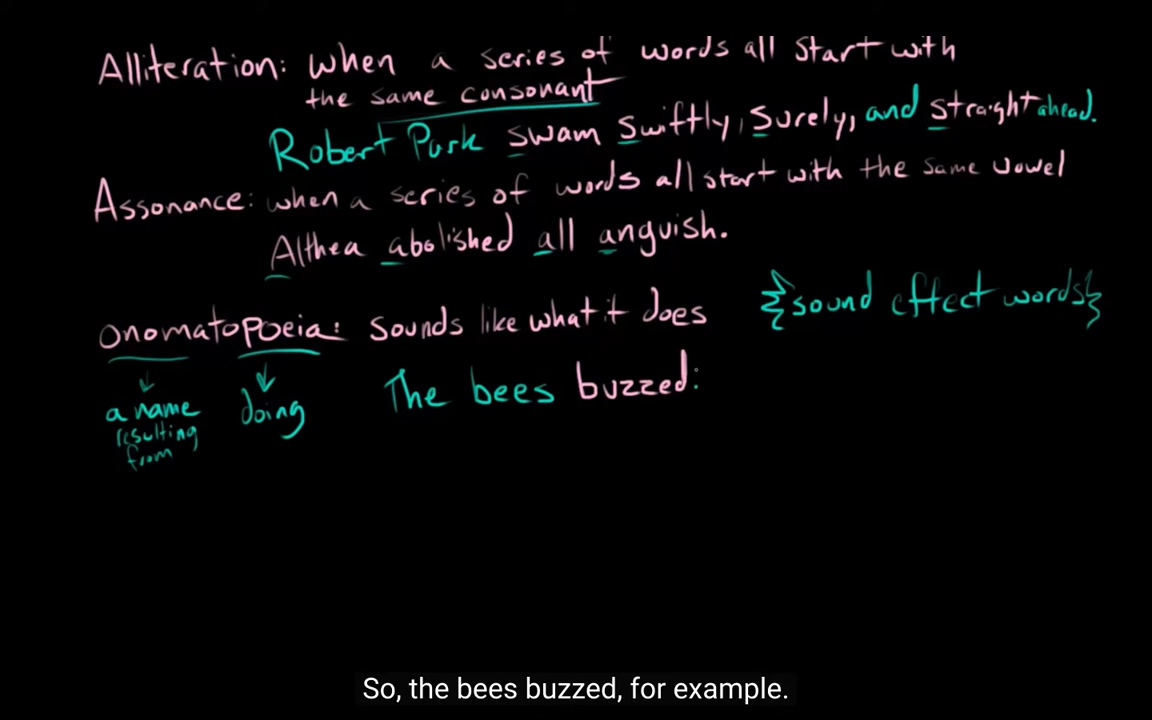 Alliteration: when a series of words all start with
the same consonant
Robert Park swam swiftly, surely, and straight ahead.
Assonance: when a series of words all start with the same vowel
Althea abolished all anguish.
onomatopoeia: sounds like what it does {sound effect words}
a name
resulting
from
doing
The bees buzzed:
So, the bees buzzed, for example.